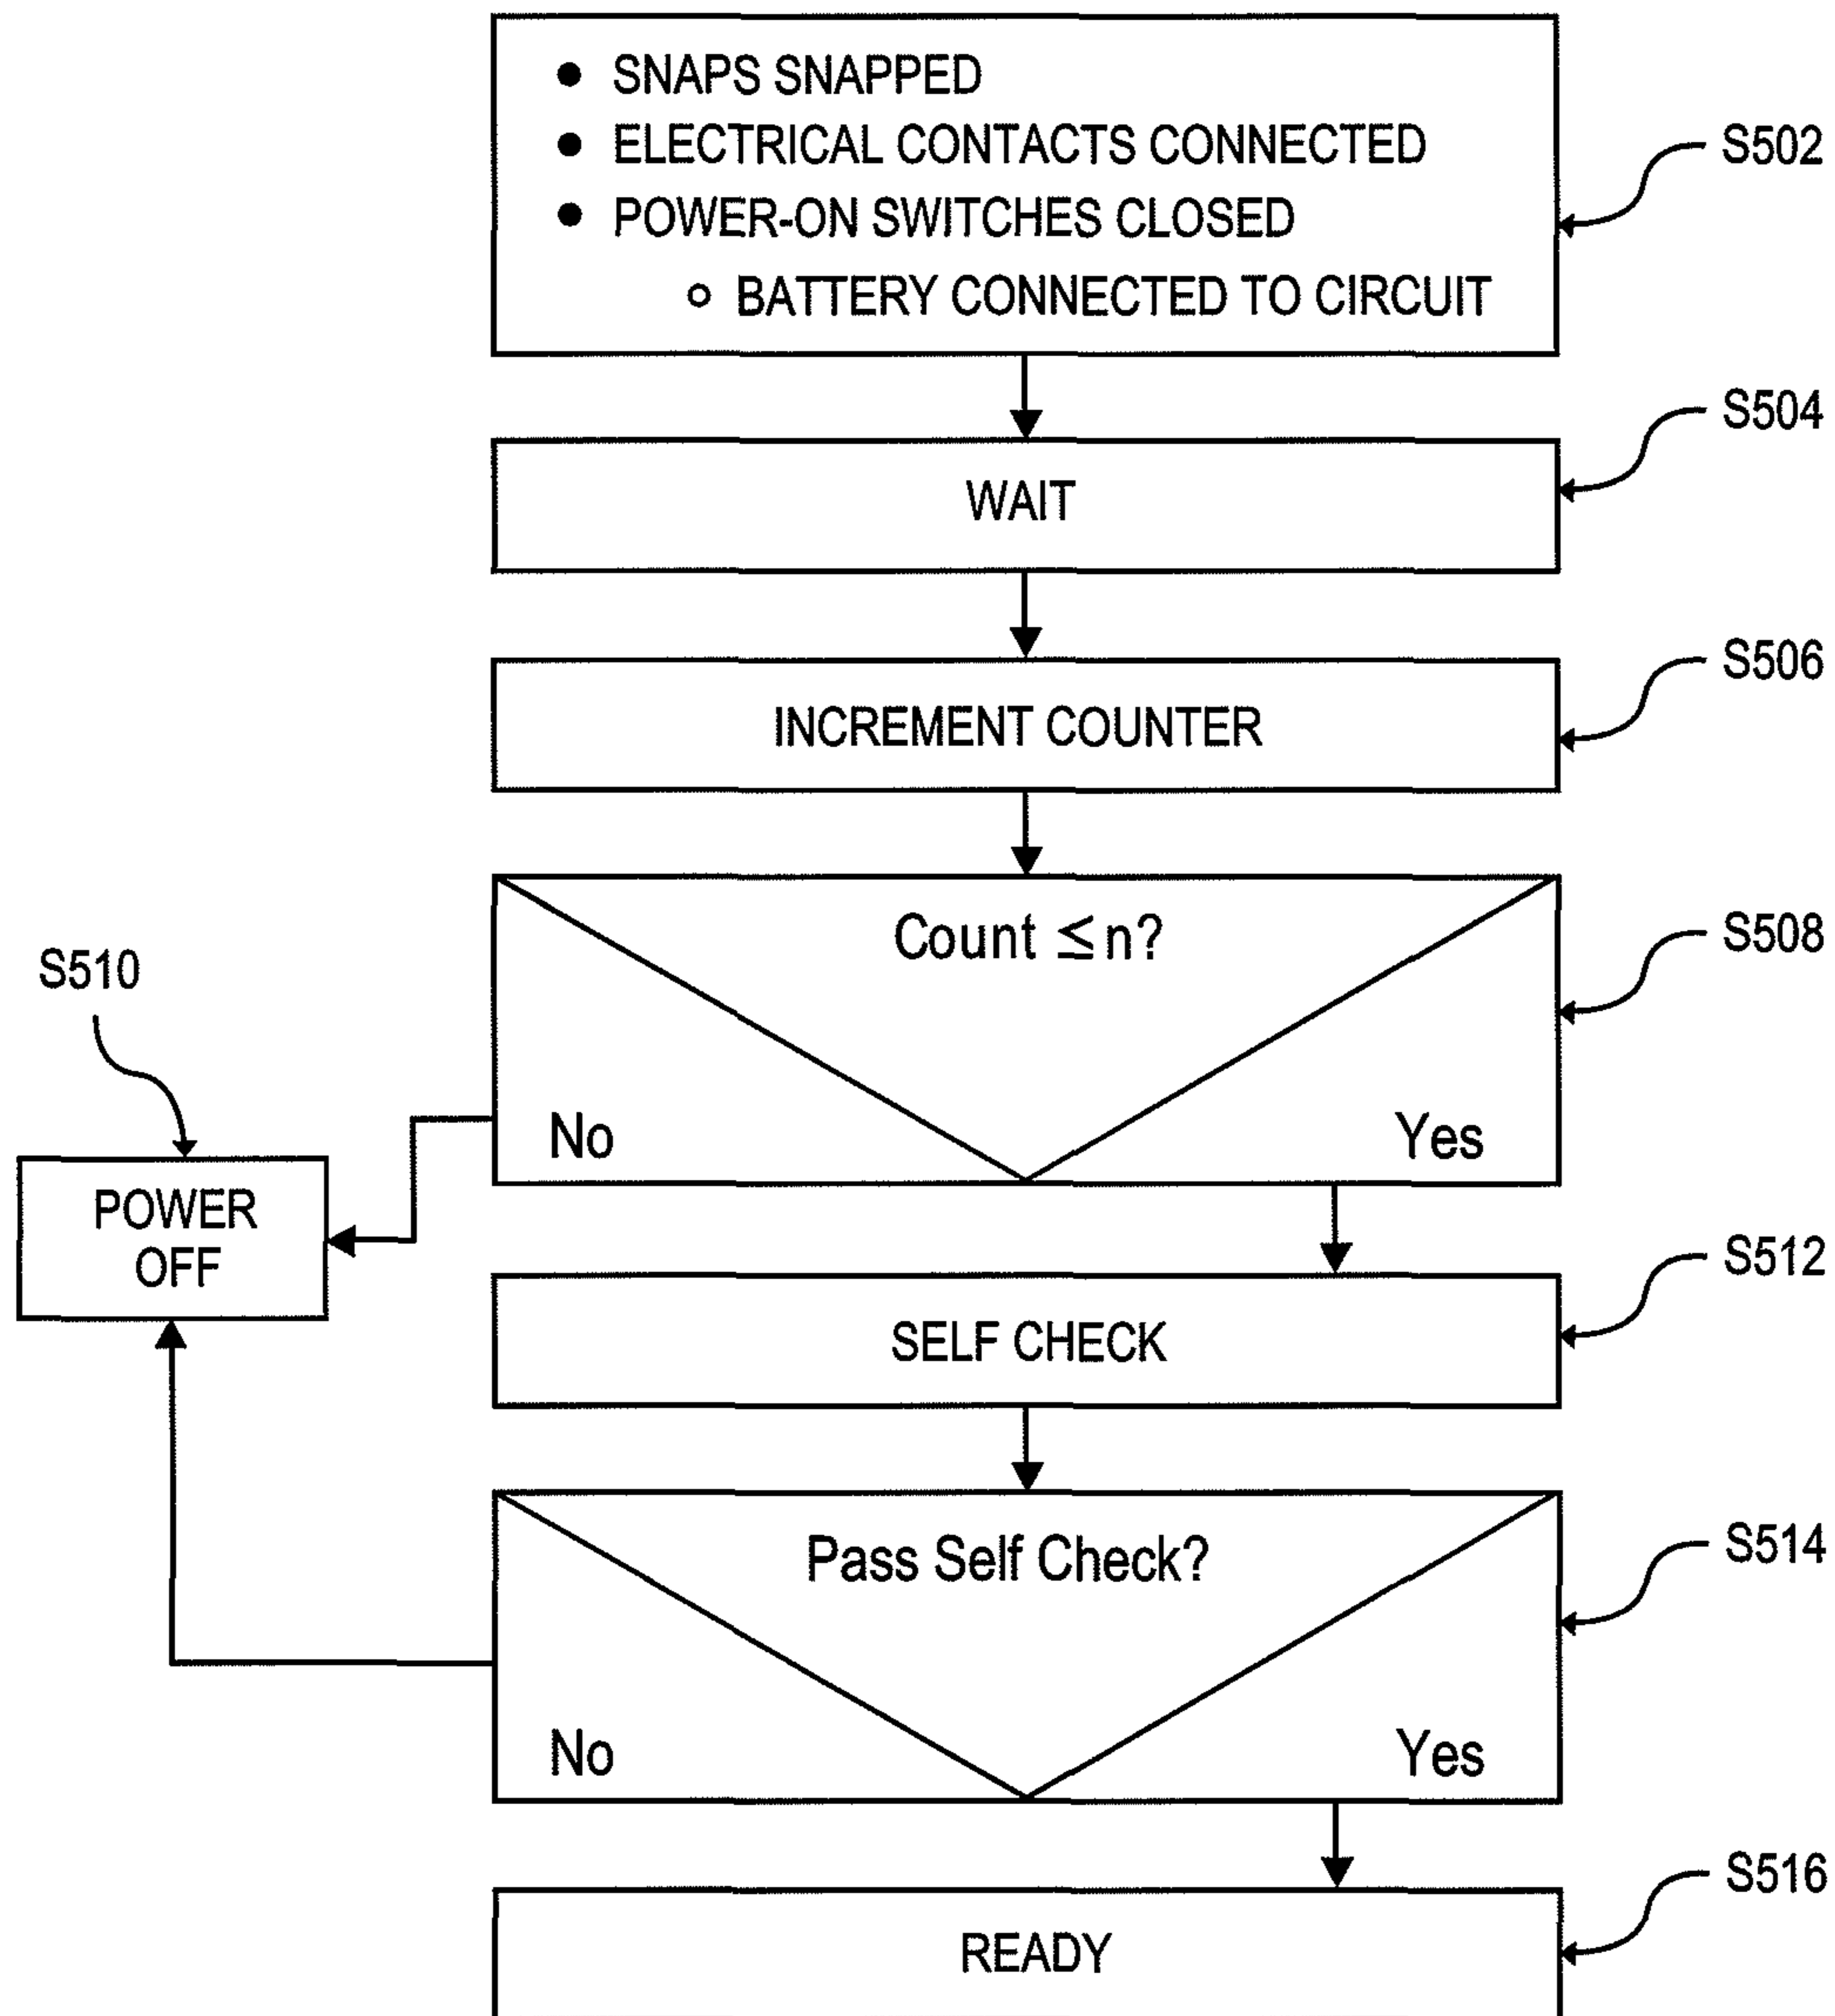 ● SNAPS SNAPPED
● ELECTRICAL CONTACTS CONNECTED
● POWER-ON SWITCHES CLOSED
○ BATTERY CONNECTED TO CIRCUIT
S502
S504
WAIT
S506
INCREMENT COUNTER
S508
Count ≤n?
No
Yes
S510
POWER
OFF
S512
SELF CHECK
S514
Pass Self Check?
No
Yes
S516
READY